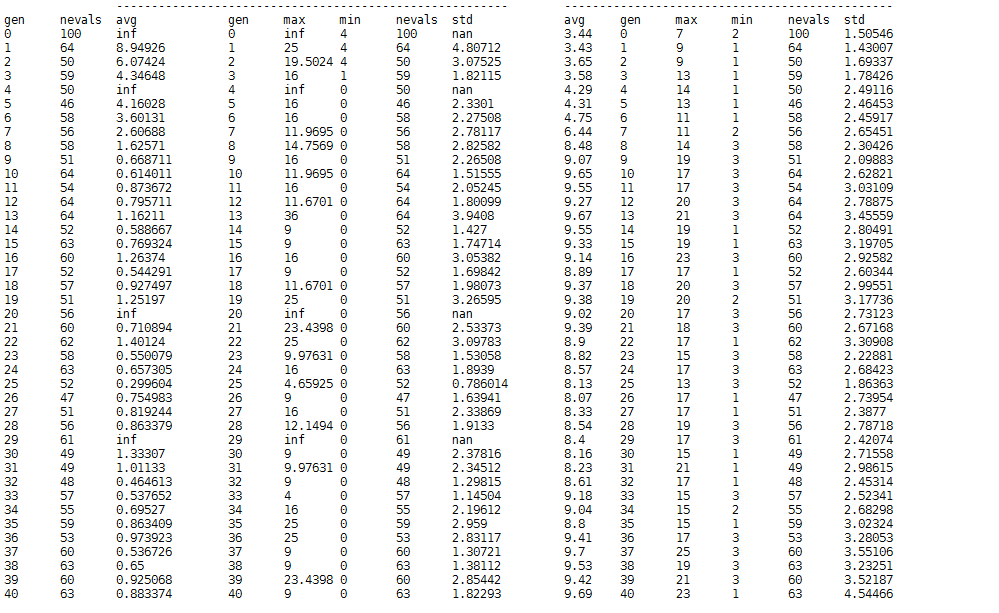 ---------------------------------------------------- --------------------------------------------
gen nevals avg gen max min nevals std avg gen max min nevals std
0 100 inf 0 inf 4 100 nan 3.44 0 7 2 100 1.50546
1 64 8.94926 1 25 4 64 4.80712 3.43 1 9 1 64 1.43007
2 50 6.07424 2 19.5024 4 50 3.07525 3.65 2 9 1 50 1.69337
3 59 4.34648 3 16 1 59 1.82115 3.58 3 13 1 59 1.78426
4 50 inf 4 inf 0 50 nan 4.29 4 14 1 50 2.49116
5 46 4.16028 5 16 0 46 2.3301 4.31 5 13 1 46 2.46453
6 58 3.60131 6 16 0 58 2.27508 4.75 6 11 1 58 2.45917
7 56 2.60688 7 11.9695 0 56 2.78117 6.44 7 11 2 56 2.65451
8 58 1.62571 8 14.7569 0 58 2.82582 8.48 8 14 3 58 2.30426
9 51 0.668711 9 16 0 51 2.26508 9.07 9 19 3 51 2.09883
10 64 0.614011 10 11.9695 0 64 1.51555 9.65 10 17 3 64 2.62821
11 54 0.873672 11 16 0 54 2.05245 9.55 11 17 3 54 3.03109
12 64 0.795711 12 11.6701 0 64 1.80099 9.27 12 20 3 64 2.78875
13 64 1.16211 13 36 0 64 3.9408 9.67 13 21 3 64 3.45559
14 52 0.588667 14 9 0 52 1.427 9.55 14 19 1 52 2.80491
15 63 0.769324 15 9 0 63 1.74714 9.33 15 19 1 63 3.19705
16 60 1.26374 16 16 0 60 3.05382 9.14 16 23 3 60 2.92582
17 52 0.544291 17 9 0 52 1.69842 8.89 17 17 1 52 2.60344
18 57 0.927497 18 11.6701 0 57 1.98073 9.37 18 20 3 57 2.99551
19 51 1.25197 19 25 0 51 3.26595 9.38 19 20 2 51 3.17736
20 56 inf 20 inf 0 56 nan 9.02 20 17 3 56 2.73123
21 60 0.710894 21 23.4398 0 60 2.53373 9.39 21 18 3 60 2.67168
22 62 1.40124 22 25 0 62 3.09783 8.9 22 17 1 62 3.30908
23 58 0.550079 23 9.97631 0 58 1.53058 8.82 23 15 3 58 2.22881
24 63 0.657305 24 16 0 63 1.8939 8.57 24 17 3 63 2.68423
25 52 0.299604 25 4.65925 0 52 0.786014 8.13 25 13 3 52 1.86363
26 47 0.754983 26 9 0 47 1.63941 8.07 26 17 1 47 2.73954
27 51 0.819244 27 16 0 51 2.33869 8.33 27 17 1 51 2.3877
28 56 0.863379 28 12.1494 0 56 1.9133 8.54 28 19 3 56 2.78718
29 61 inf 29 inf 0 61 nan 8.4 29 17 3 61 2.42074
30 49 1.33307 30 9 0 49 2.37816 8.16 30 15 1 49 2.71558
31 49 1.01133 31 9.97631 0 49 2.34512 8.23 31 21 1 49 2.98615
32 48 0.464613 32 9 0 48 1.29815 8.61 32 17 1 48 2.45314
33 57 0.537652 33 4 0 57 1.14504 9.18 33 15 3 57 2.52341
34 55 0.69527 34 16 0 55 2.19612 9.04 34 15 2 55 2.68298
35 59 0.863409 35 25 0 59 2.959 8.8 35 15 1 59 3.02324
36 53 0.973923 36 25 0 53 2.83117 9.41 36 17 3 53 3.28053
37 60 0.536726 37 9 0 60 1.30721 9.7 37 25 3 60 3.55106
38 63 0.65 38 9 0 63 1.38112 9.53 38 19 3 63 3.23251
39 60 0.925068 39 23.4398 0 60 2.85442 9.42 39 21 3 60 3.52187
40 63 0.883374 40 9 0 63 1.82293 9.69 40 23 1 63 4.54466